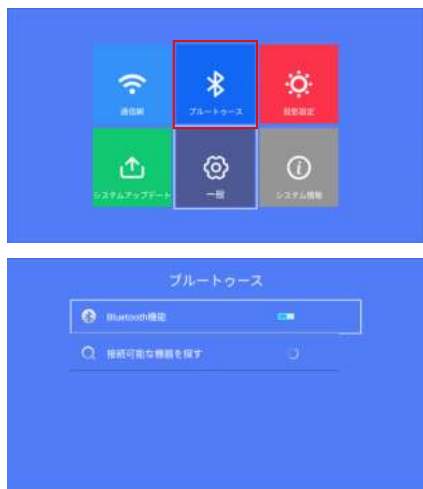 通信網
ブルートゥース
投影設定
システムアップデート
一般
システム情報
ブルートゥース
Bluetooth機能
接続可能な機器を探す